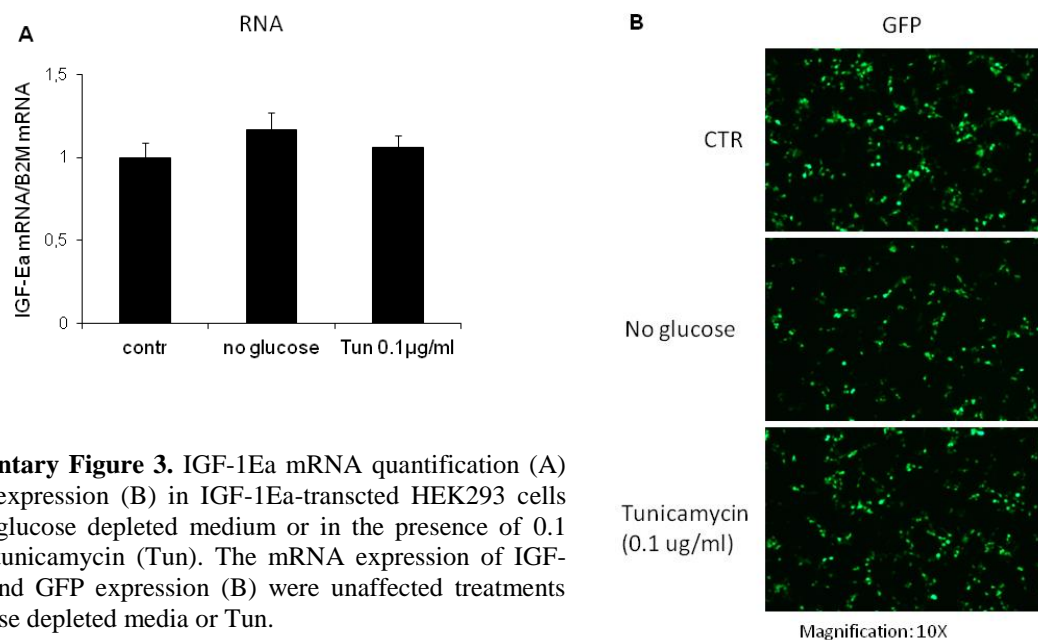 A
RNA
IGF-Ea mRNA/B2M mRNA
1,5
1
0,5
0
contr
no glucose
Tun 0.1µg/ml
B
GFP
CTR
No glucose
Tunicamycin
(0.1 ug/ml)
Magnification: 10X
ntary Figure 3. IGF-1Ea mRNA quantification (A)
expression (B) in IGF-1Ea-transcted HEK293 cells
glucose depleted medium or in the presence of 0.1
tunicamycin (Tun). The mRNA expression of IGF-
nd GFP expression (B) were unaffected treatments
se depleted media or Tun.